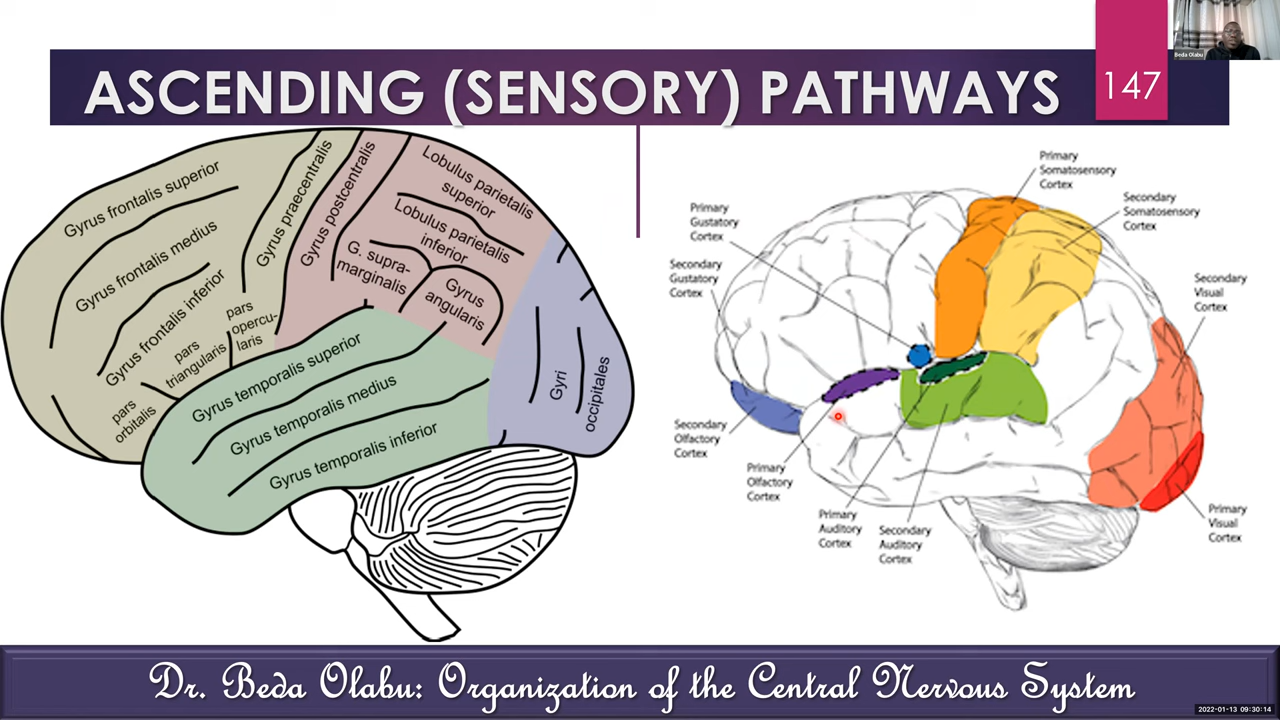 ASCENDING (SENSORY) PATHWAYS
147
Beda Olabu
Gyrus frontalis superior
Gyrus frontalis medius
Gyrus frontalis inferior
pars
orbitalis
pars
triangularis
pars
opercu-
laris
Gyrus praecentralis
Gyrus postcentralis
Lobulus parietalis
superior
Lobulus parietalis
inferior
G. supra-
marginalis
Gyrus
angularis
Gyrus temporalis superior
Gyrus temporalis medius
Gyrus temporalis inferior
Gyri
occipitales
Primary
Somatosensory
Cortex
Secondary
Somatosensory
Cortex
Primary
Gustatory
Cortex
Secondary
Gustatory
Cortex
Secondary
Visual
Cortex
Secondary
Olfactory
Cortex
Primary
Olfactory
Cortex
Primary
Auditory
Cortex
Secondary
Auditory
Cortex
Primary
Visual
Cortex
Dr. Beda Olabu: Organization of the Central Nervous System
2022-01-13 09:30:14